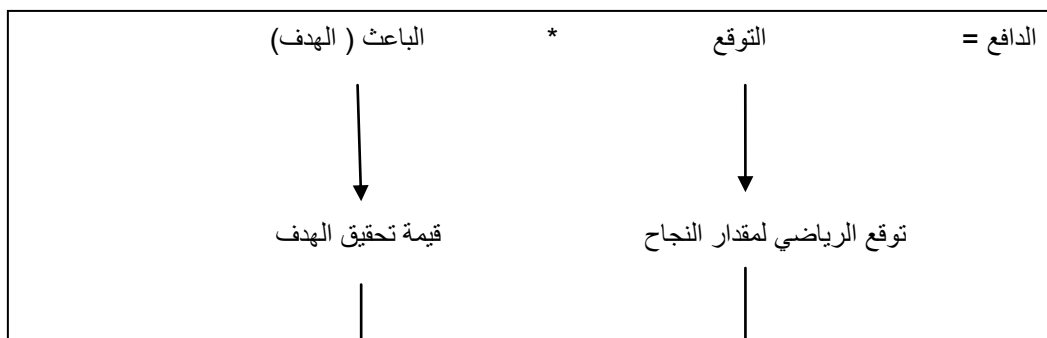 الدافع = التوقع * الباعث ( الهدف)
توقع الرياضي لمقدار النجاح قيمة تحقيق الهدف